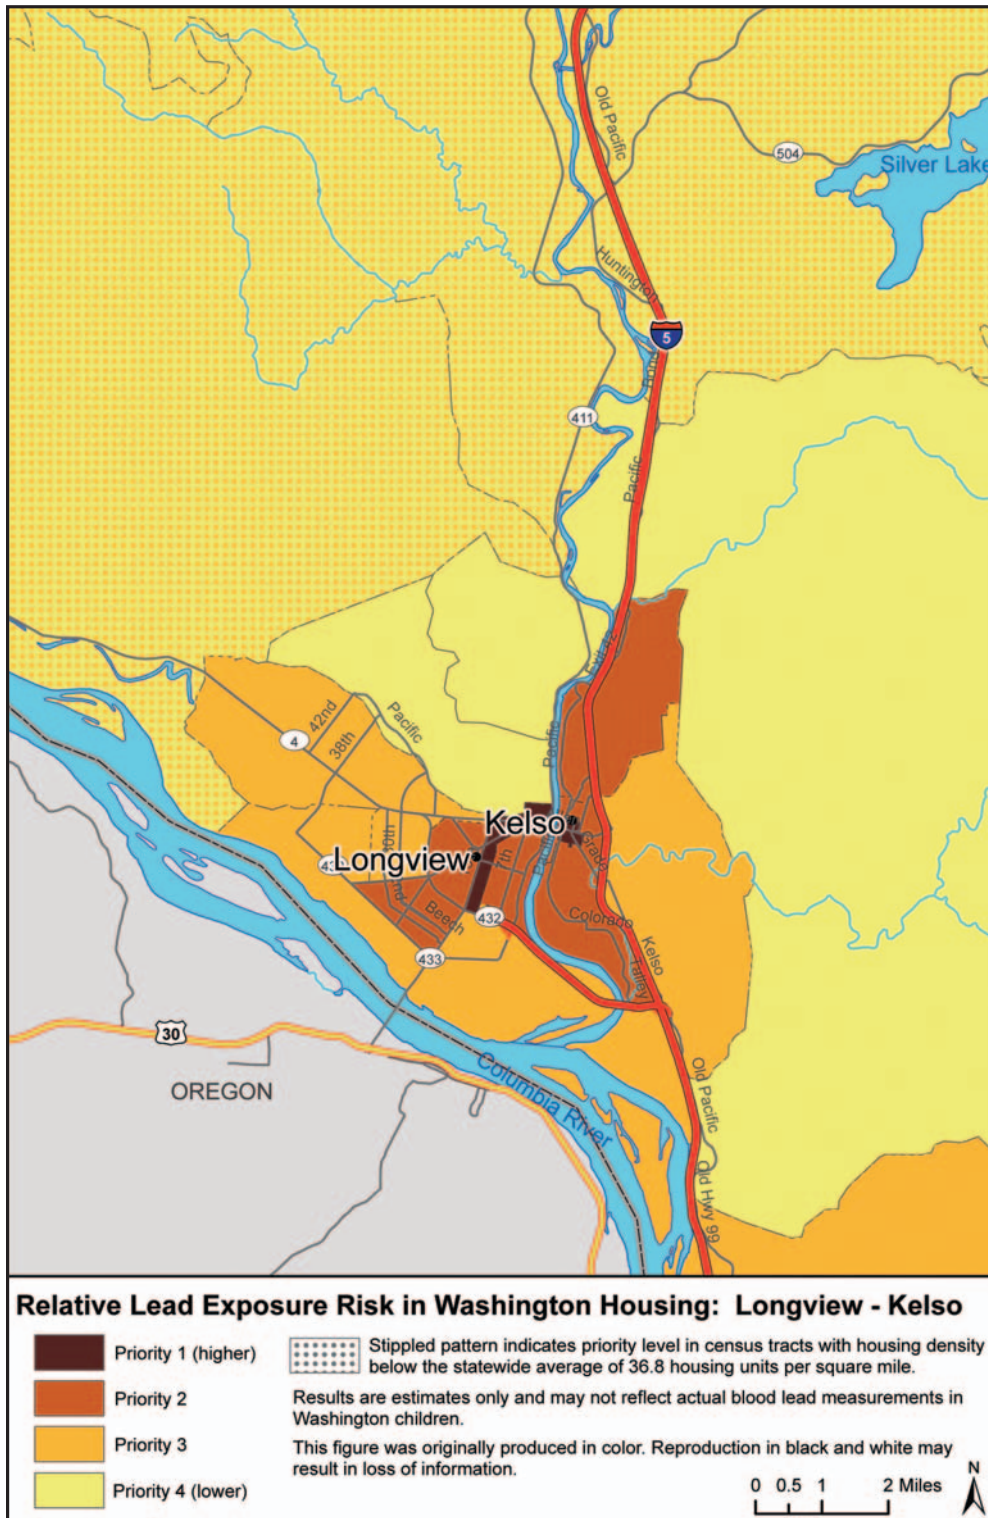 Old Pacific
504
Silver Lake
Huntington
5
Bond
411
Pacific
Exit 42
42nd
Pacific
38th
4
Pacific
Kelso
30th
Longview
7th
Pacific
Grade
Beech
432
Colorado
433
Kelso
Talley
30
OREGON
Columbia River
Old Pacific
Old Hwy 99
Relative Lead Exposure Risk in Washington Housing: Longview - Kelso
Priority 1 (higher)
Priority 2
Priority 3
Priority 4 (lower)
Stippled pattern indicates priority level in census tracts with housing density
below the statewide average of 36.8 housing units per square mile.
Results are estimates only and may not reflect actual blood lead measurements in
Washington children.
This figure was originally produced in color. Reproduction in black and white may
result in loss of information.
N
0 0.5 1 2 Miles